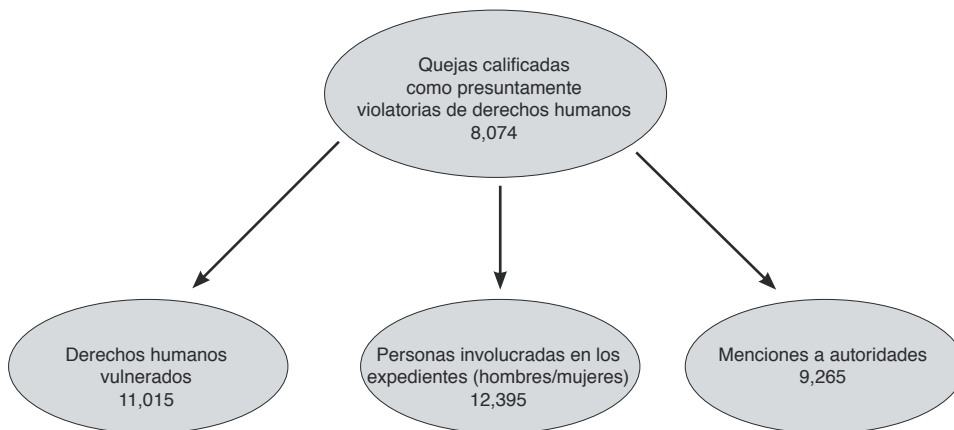 Quejas calificadas
como presuntamente
violatorias de derechos humanos
8,074
Derechos humanos
vulnerados
11,015
Personas involucradas en los
expedientes (hombres/mujeres)
12,395
Menciones a autoridades
9,265